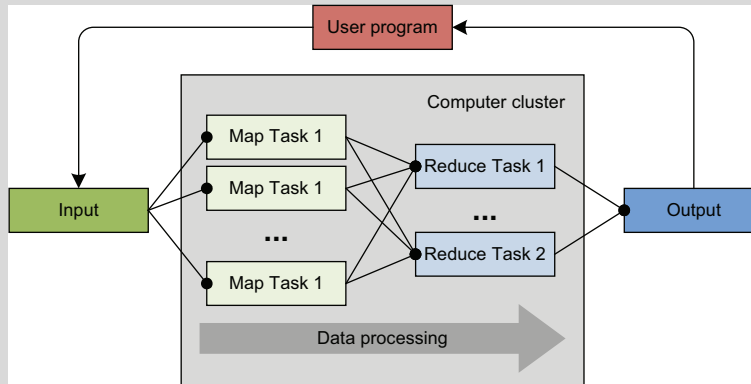 User program
Computer cluster
Map Task 1
Map Task 1
...
Map Task 1
Reduce Task 1
...
Reduce Task 2
Input
Output
Data processing